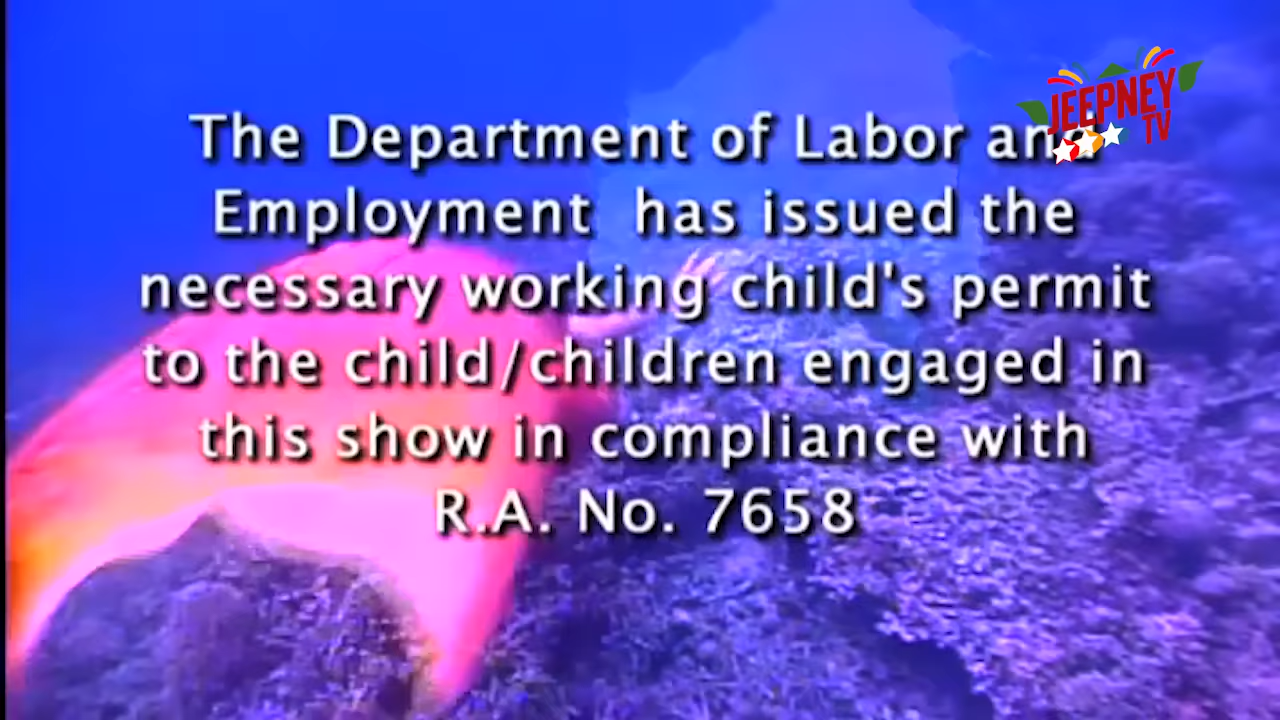 JEEPNEY
TV
The Department of Labor and
Employment has issued the
necessary working child's permit
to the child/children engaged in
this show in compliance with
R.A. No. 7658